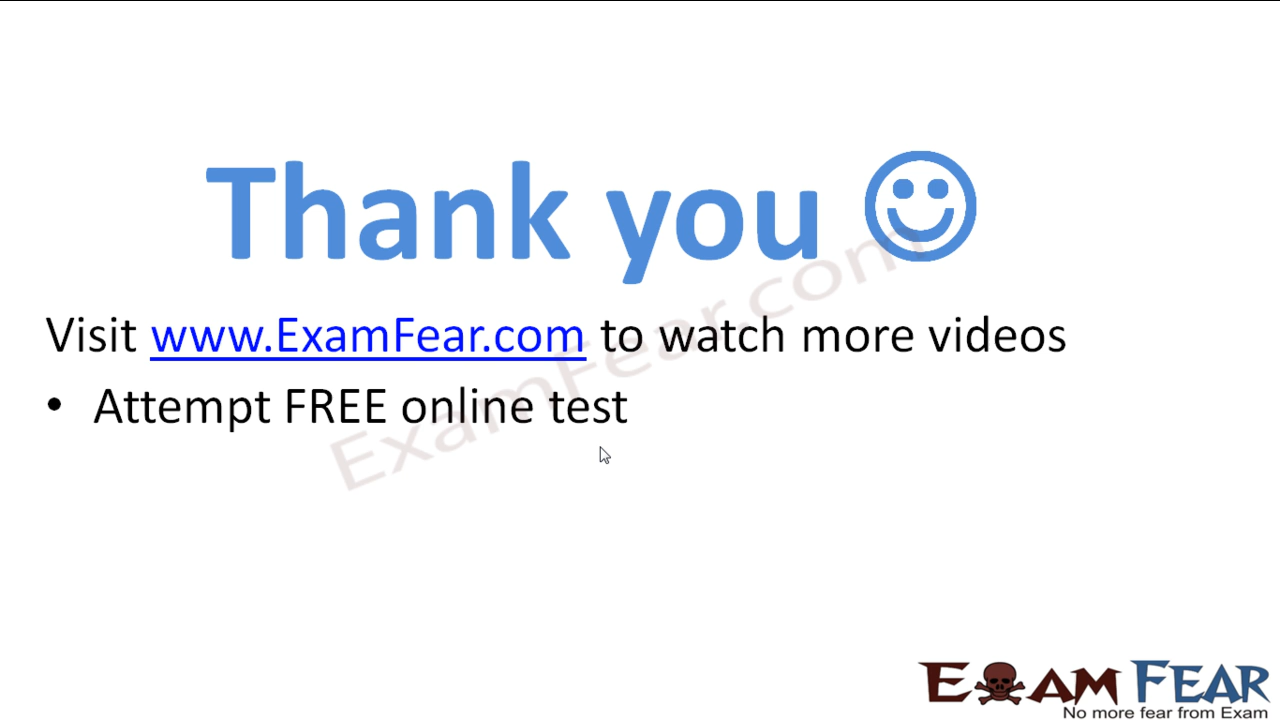 Thank you
Visit www.ExamFear.com to watch more videos
• Attempt FREE online test
ExamFear.com
EXAM FEAR
No more fear from Exam